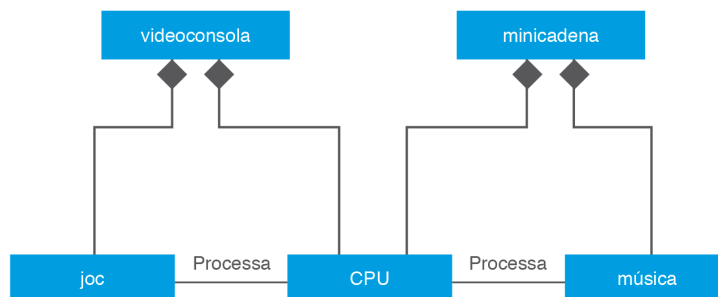 videoconsola
minicadena
Processa
Processa
joc
CPU
música